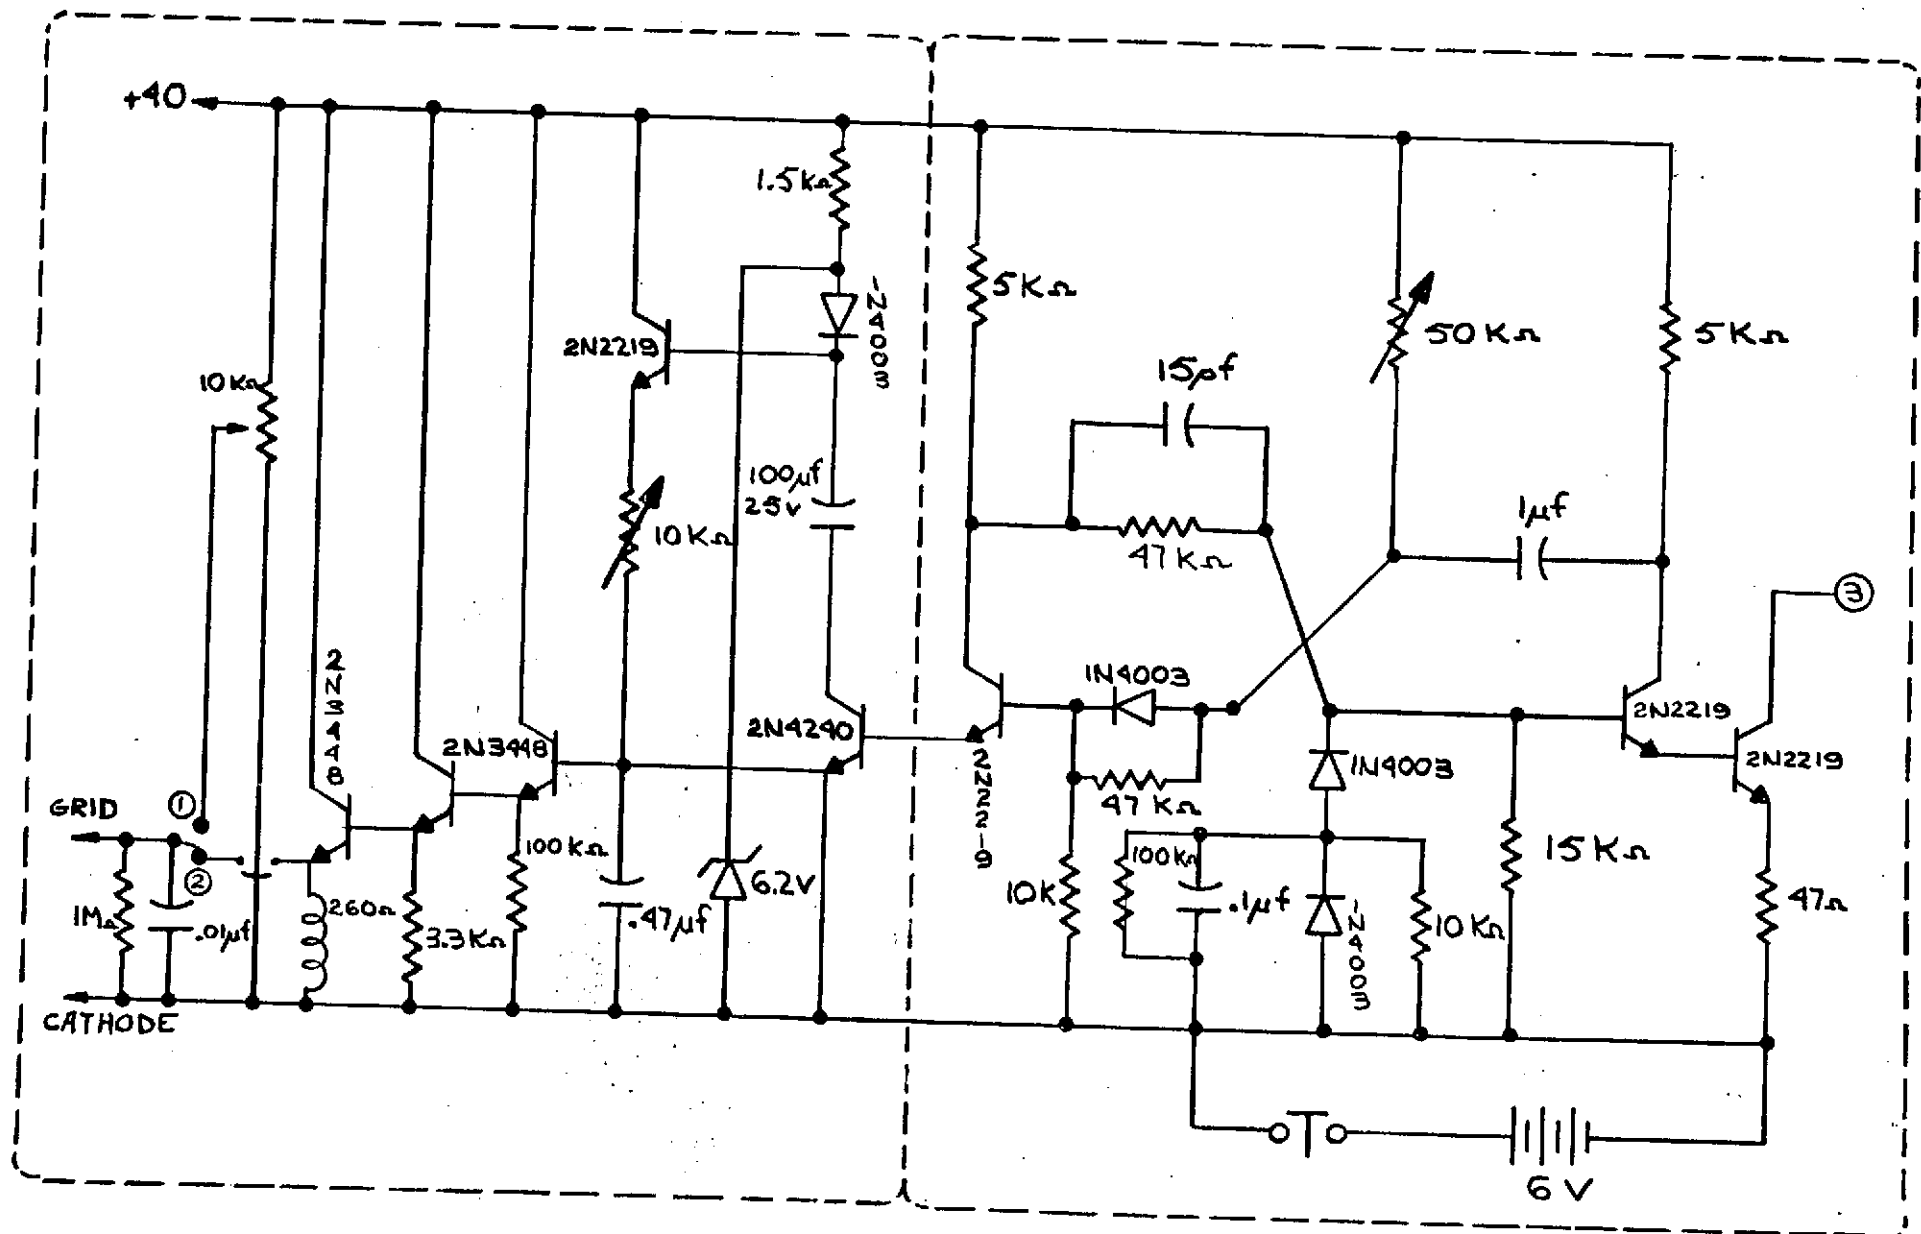 +40
1.5KΩ
1N4003
5KΩ
50KΩ
5KΩ
2N2219
15pf
10KΩ
100µf
25v
10KΩ
47KΩ
1µf
③
2N3448
2N3448
2N4240
1N4003
2N2219
2N2219
1N4003
2N2219
GRID
①
②
47KΩ
100KΩ
100KΩ
15KΩ
1MΩ
.01µf
260Ω
3.3KΩ
.47µf
6.2V
10K
.1µf
1N4003
10KΩ
47Ω
CATHODE
6V